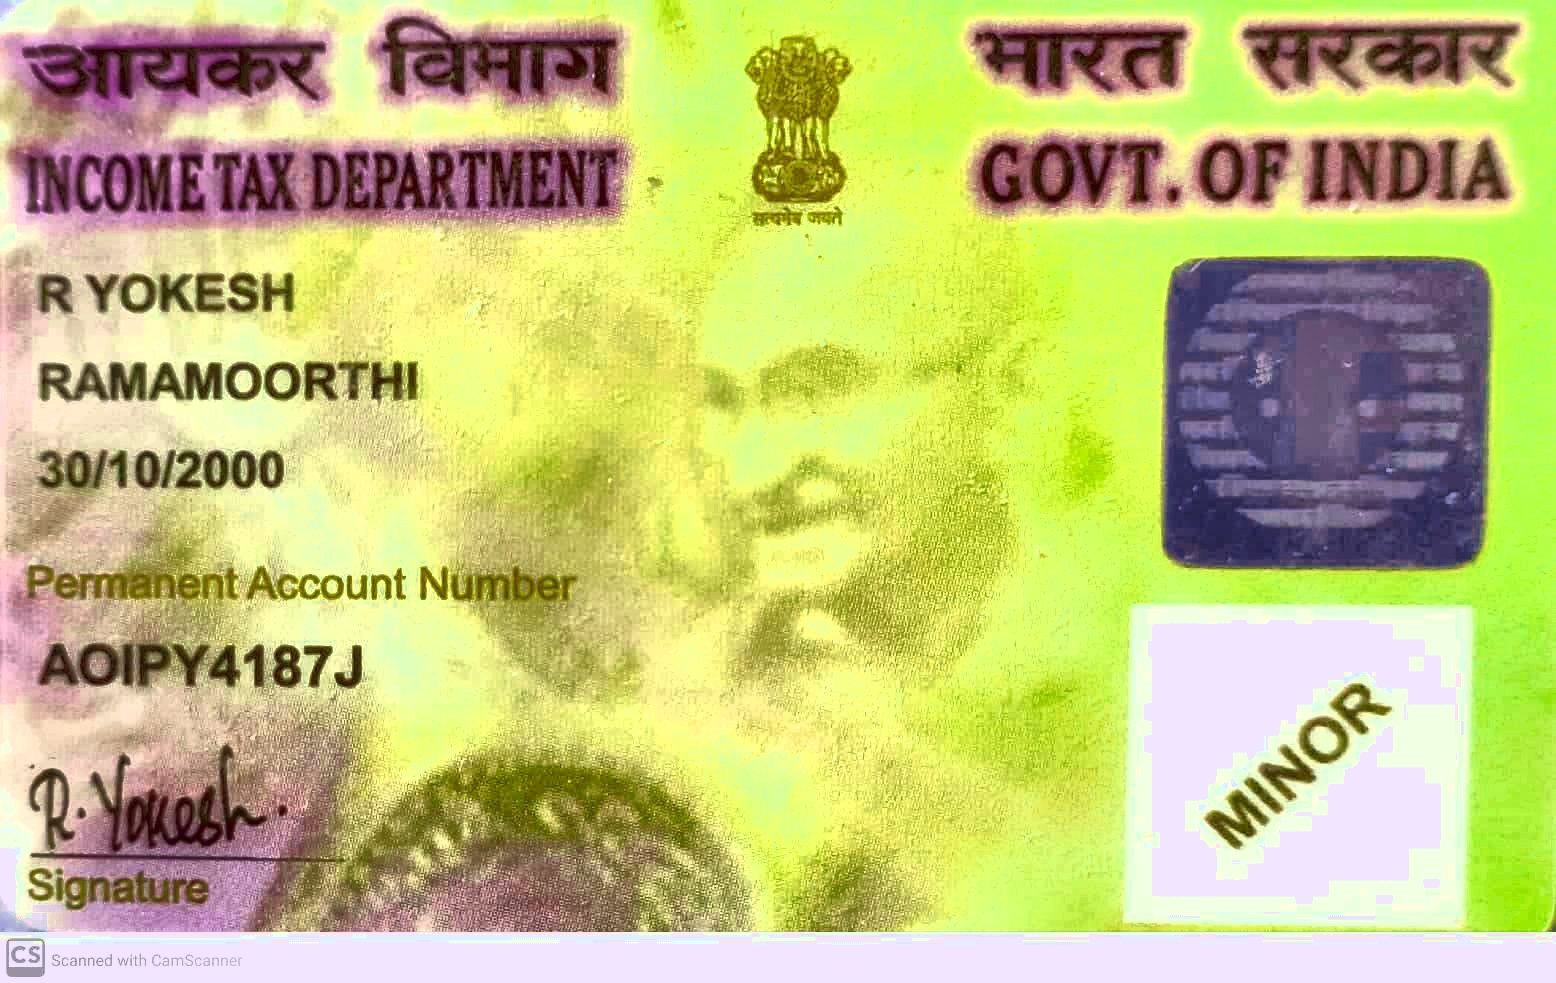 आयकर विभाग
भारत सरकार
INCOME TAX DEPARTMENT
GOVT. OF INDIA
सत्यमेव जयते
R YOKESH
RAMAMOORTHI
30/10/2000
Permanent Account Number
AOIPY4187J
R. Yokesh.
Signature
MINOR
CS Scanned with CamScanner